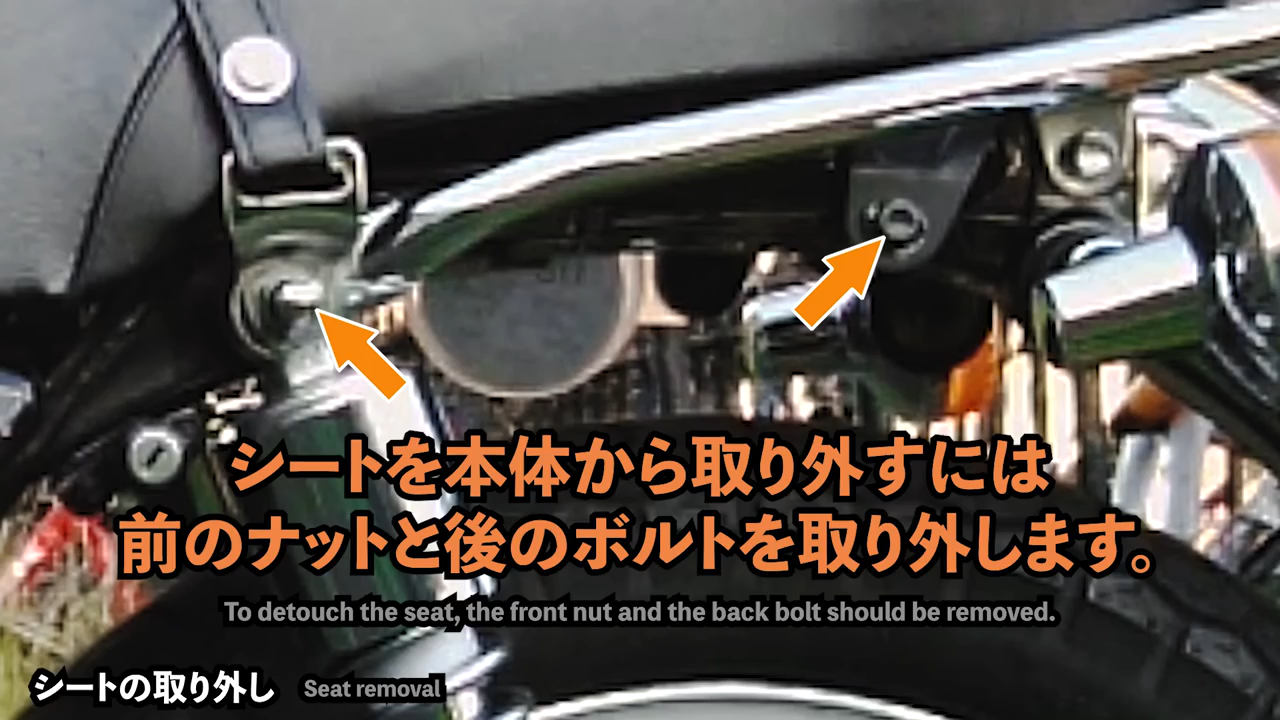 シートを本体から取り外すには
前のナットと後のボルトを取り外します。
To detouch the seat, the front nut and the back bolt should be removed.
シートの取り外し Seat removal